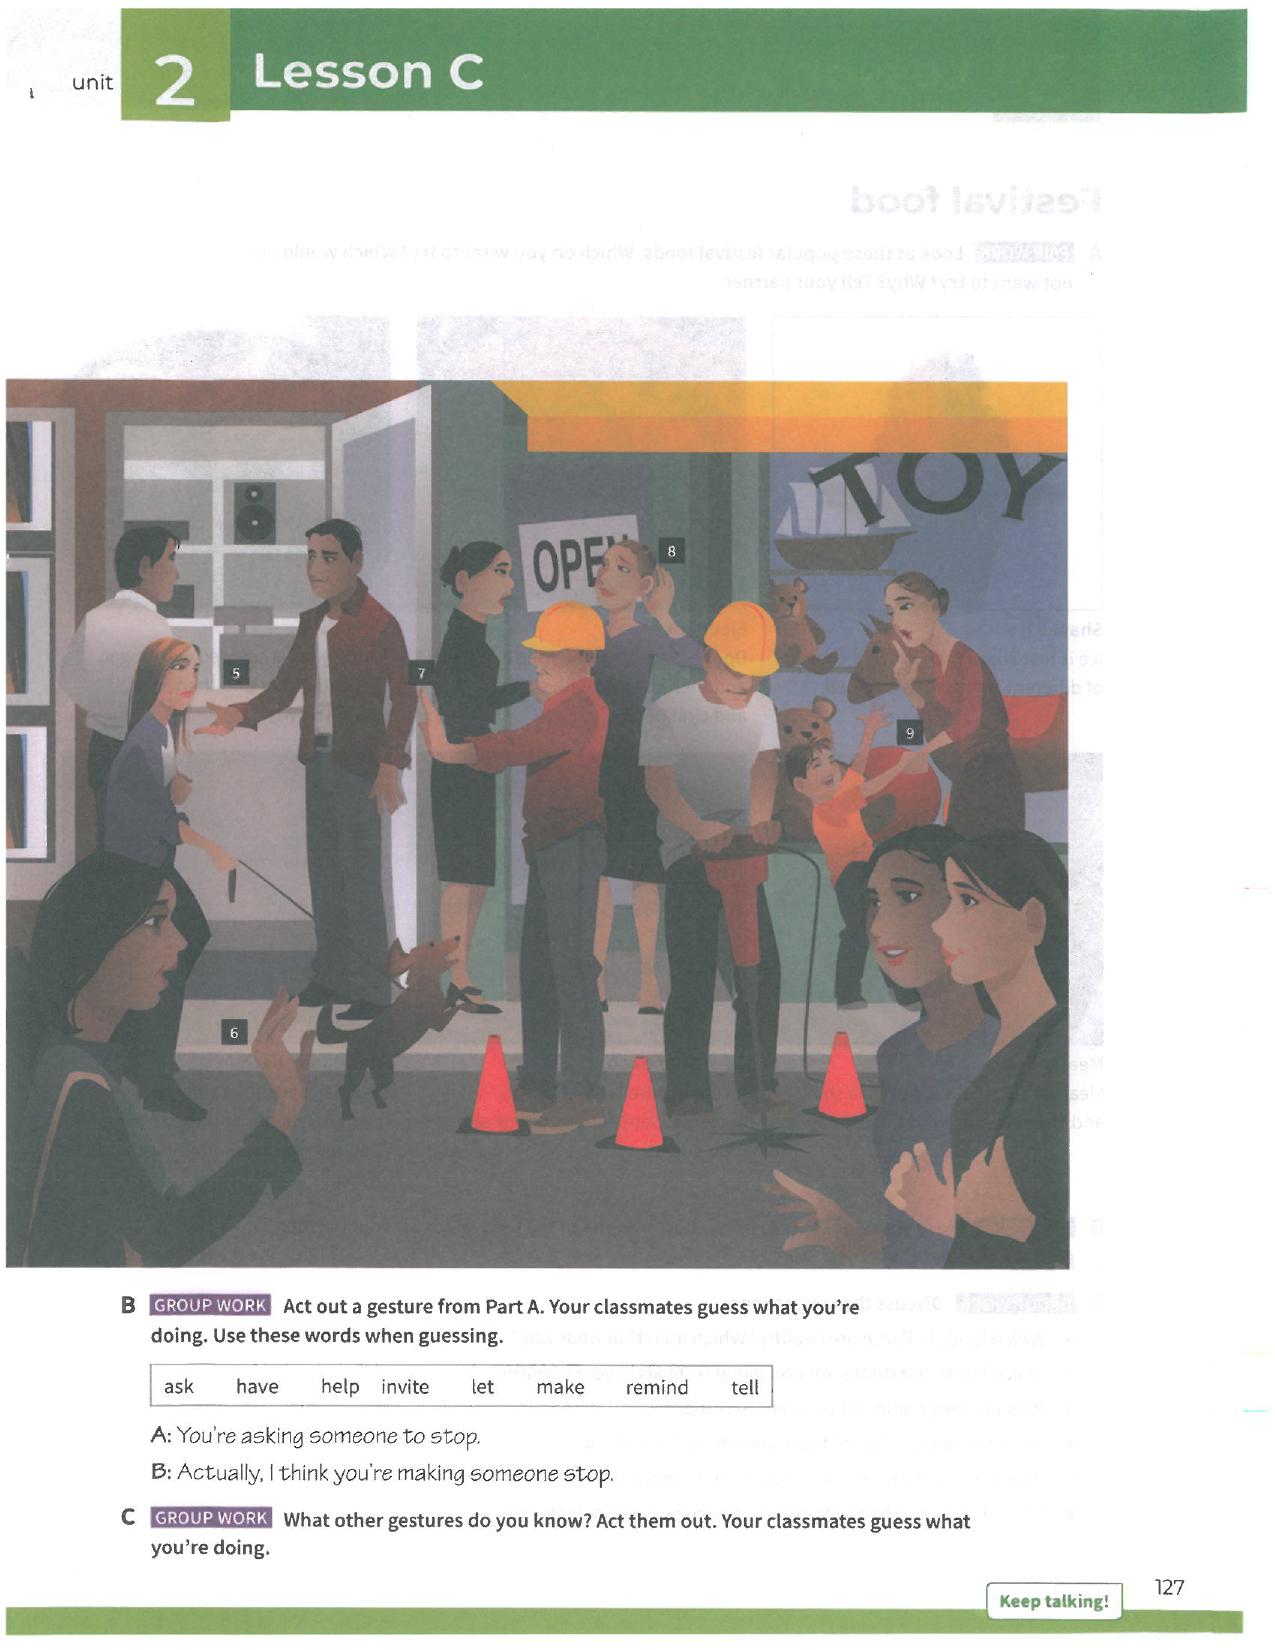 unit 2 Lesson C
TOY
OPEN
8
5
7
9
6
B GROUP WORK Act out a gesture from Part A. Your classmates guess what you're
doing. Use these words when guessing.
ask have help invite let make remind tell
A: You're asking someone to stop.
B: Actually, I think you're making someone stop.
C GROUP WORK What other gestures do you know? Act them out. Your classmates guess what
you're doing.
127
Keep talking!